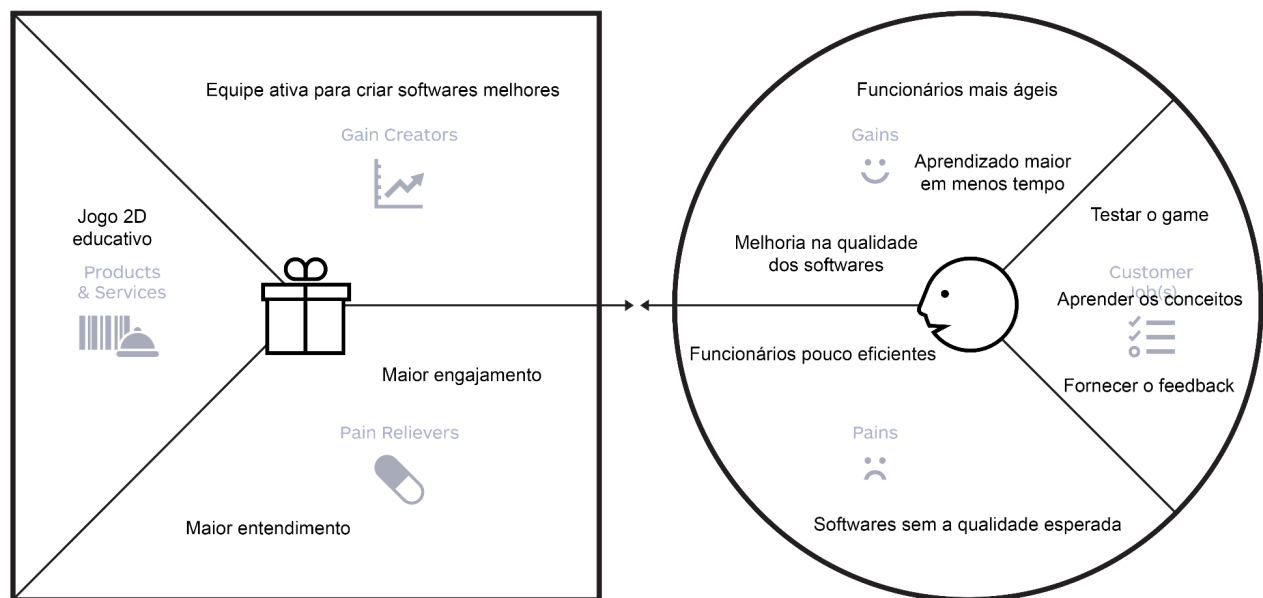 Equipe ativa para criar softwares melhores
Gain Creators
Jogo 2D
educativo
Products
& Services
Maior engajamento
Pain Relievers
Maior entendimento
Funcionários mais ágeis
Gains
Aprendizado maior
em menos tempo
Melhoria na qualidade
dos softwares
Testar o game
Customer
Job(s)
Aprender os conceitos
Fornecer o feedback
Funcionários pouco eficientes
Pains
Softwares sem a qualidade esperada